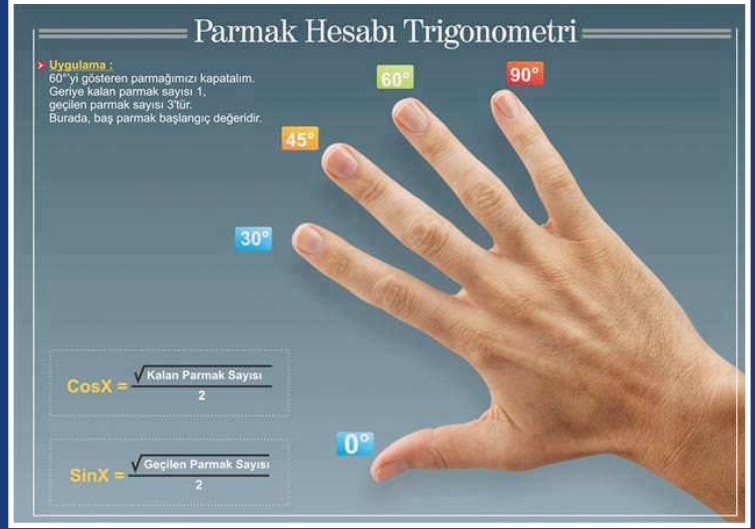 Parmak Hesabı Trigonometri
Uygulama :
60°'yi gösteren parmağımızı kapatalım.
Geriye kalan parmak sayısı 1,
geçilen parmak sayısı 3'tür.
Burada, baş parmak başlangıç değeridir.
90°
60°
45°
30°
CosX = √Kalan Parmak Sayısı
2
0°
SinX = √Geçilen Parmak Sayısı
2